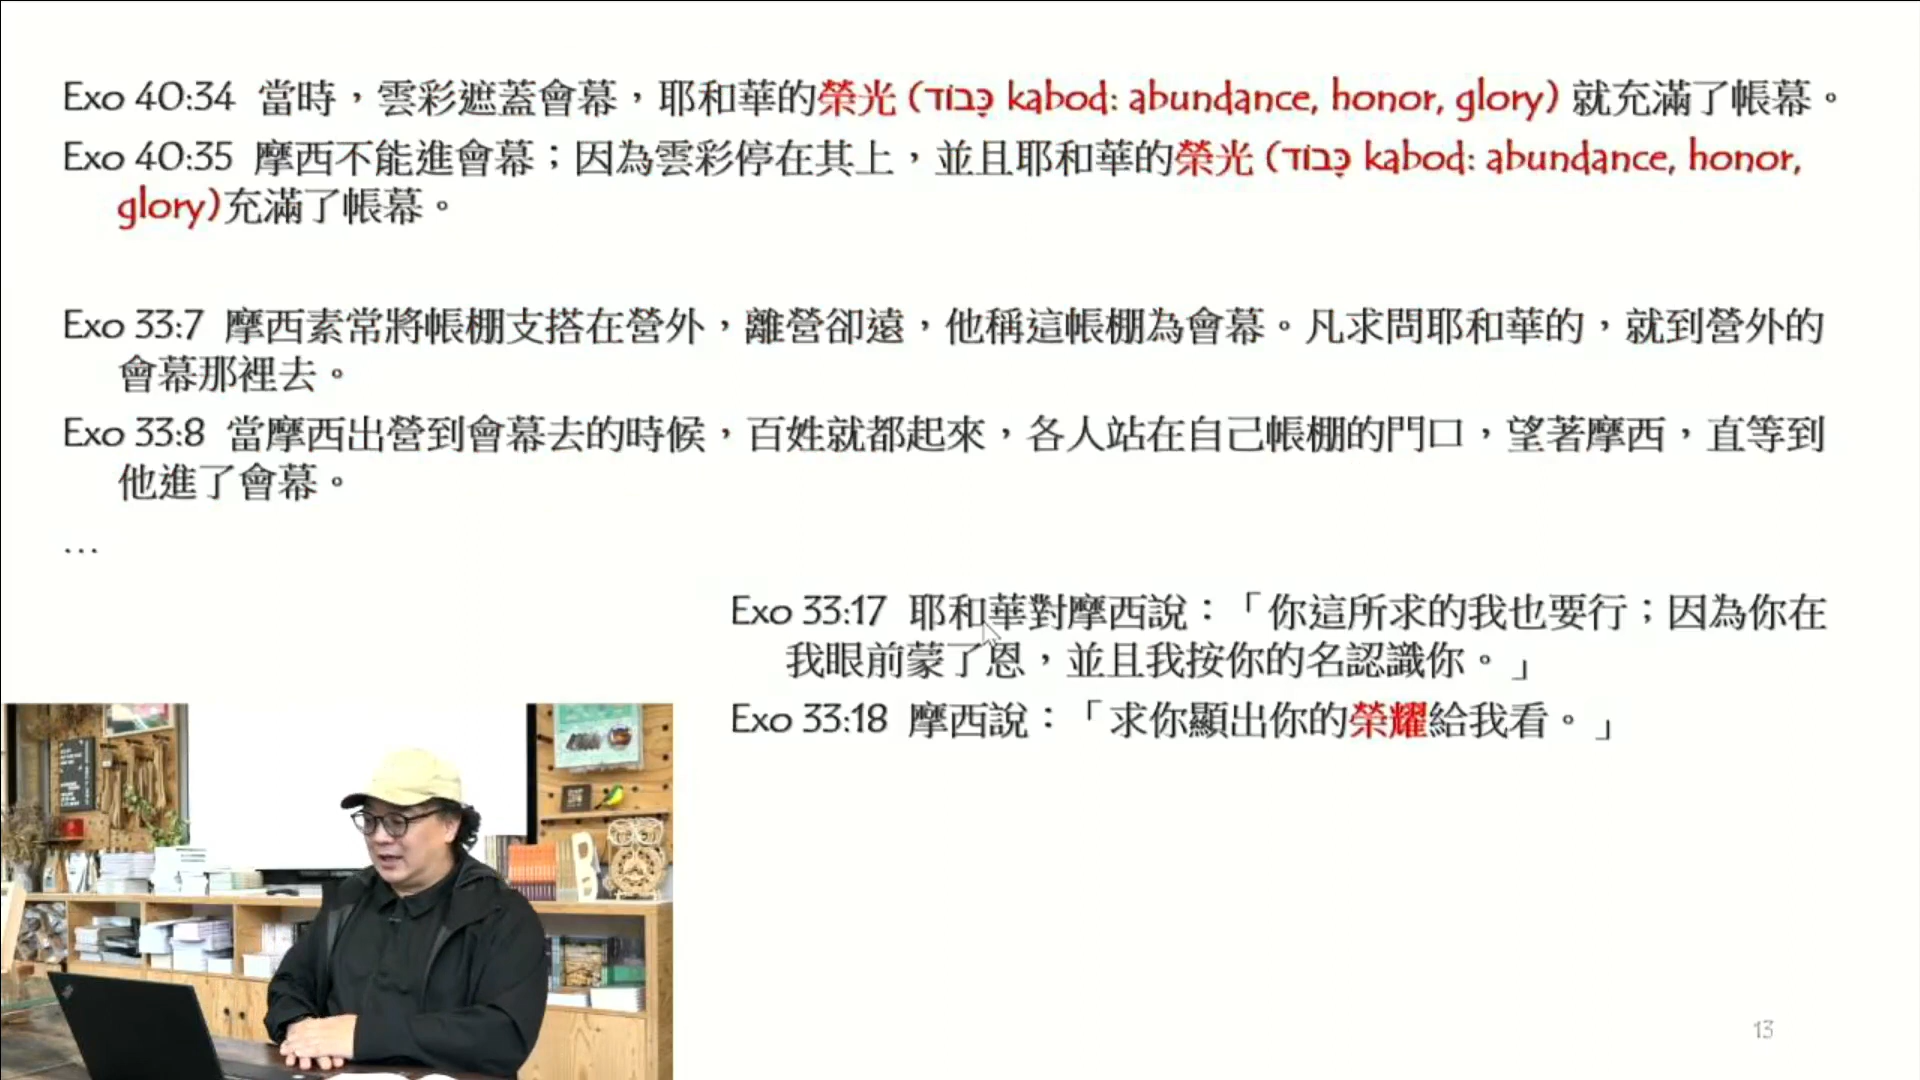 Exo 40:34 當時，雲彩遮蓋會幕，耶和華的榮光 (כָּבוֹד kabod: abundance, honor, glory) 就充滿了帳幕。
Exo 40:35 摩西不能進會幕；因為雲彩停在其上，並且耶和華的榮光 (כָּבוֹד kabod: abundance, honor,
glory)充滿了帳幕。
Exo 33:7 摩西素常將帳棚支搭在營外，離營卻遠，他稱這帳棚為會幕。凡求問耶和華的，就到營外的
會幕那裡去。
Exo 33:8 當摩西出營到會幕去的時候，百姓就都起來，各人站在自己帳棚的門口，望著摩西，直等到
他進了會幕。
…
Exo 33:17 耶和華對摩西說：「你這所求的我也要行；因為你在
我眼前蒙了恩，並且我按你的名認識你。」
Exo 33:18 摩西說：「求你顯出你的榮耀給我看。」
B
13